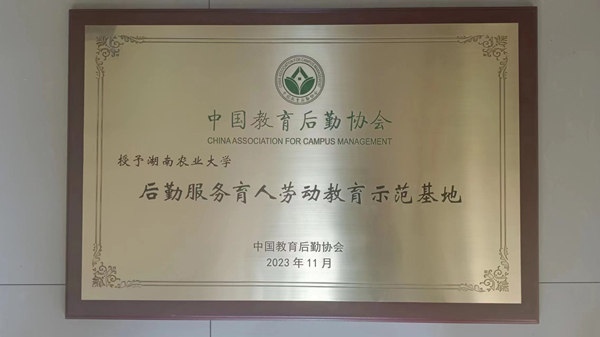 中国教育后勤协会
CHINA ASSOCIATION FOR CAMPUS MANAGEMENT
授予湖南农业大学
后勤服务育人劳动教育示范基地
中国教育后勤协会
2023年11月